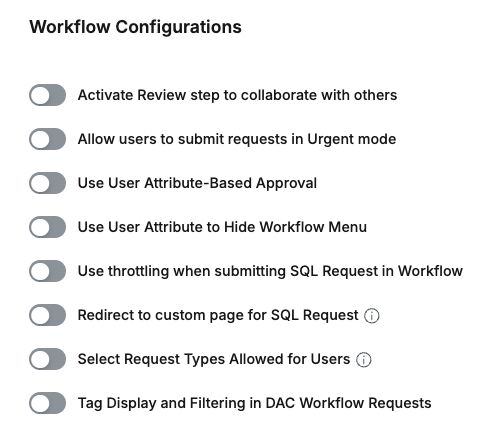 Workflow Configurations
Activate Review step to collaborate with others
Allow users to submit requests in Urgent mode
Use User Attribute-Based Approval
Use User Attribute to Hide Workflow Menu
Use throttling when submitting SQL Request in Workflow
Redirect to custom page for SQL Request
Select Request Types Allowed for Users
Tag Display and Filtering in DAC Workflow Requests